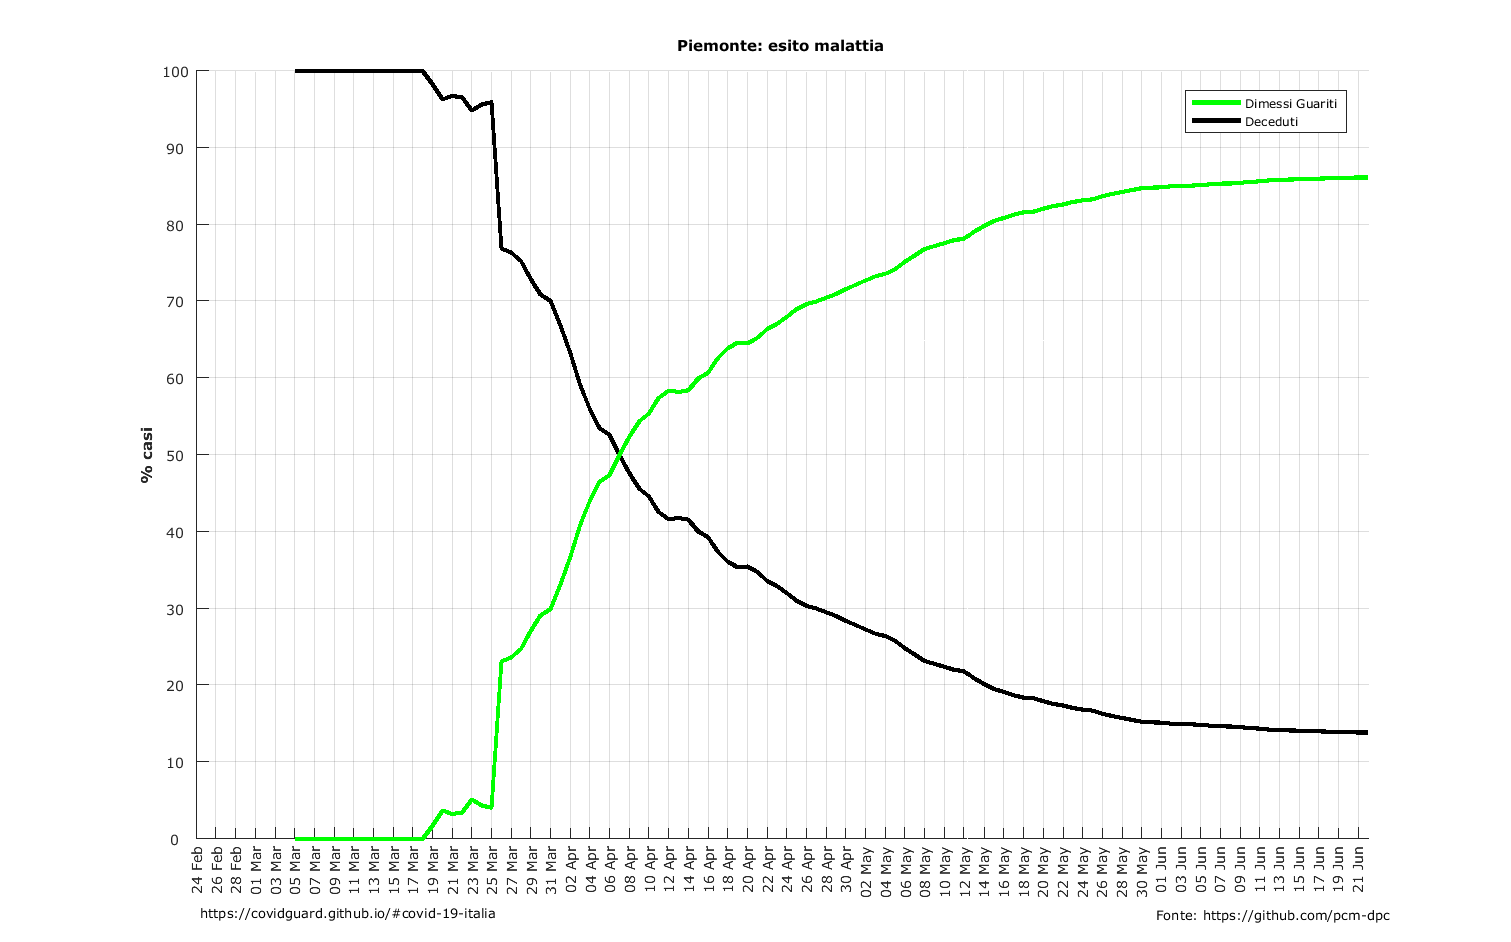 Piemonte: esito malattia
Dimessi Guariti
Deceduti
% casi
100
90
80
70
60
50
40
30
20
10
0
24 Feb
26 Feb
28 Feb
01 Mar
03 Mar
05 Mar
07 Mar
09 Mar
11 Mar
13 Mar
15 Mar
17 Mar
19 Mar
21 Mar
23 Mar
25 Mar
27 Mar
29 Mar
31 Mar
02 Apr
04 Apr
06 Apr
08 Apr
10 Apr
12 Apr
14 Apr
16 Apr
18 Apr
20 Apr
22 Apr
24 Apr
26 Apr
28 Apr
30 Apr
02 May
04 May
06 May
08 May
10 May
12 May
14 May
16 May
18 May
20 May
22 May
24 May
26 May
28 May
30 May
01 Jun
03 Jun
05 Jun
07 Jun
09 Jun
11 Jun
13 Jun
15 Jun
17 Jun
19 Jun
21 Jun
https://covidguard.github.io/#covid-19-italia
Fonte: https://github.com/pcm-dpc